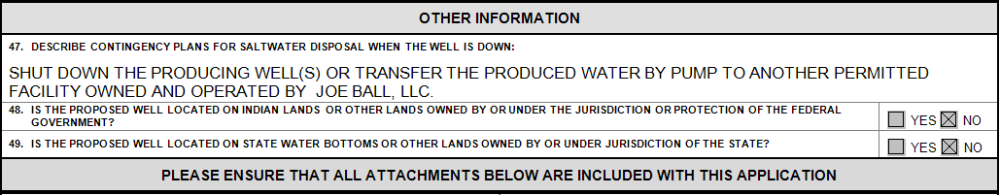 OTHER INFORMATION
47. DESCRIBE CONTINGENCY PLANS FOR SALTWATER DISPOSAL WHEN THE WELL IS DOWN:
SHUT DOWN THE PRODUCING WELL(S) OR TRANSFER THE PRODUCED WATER BY PUMP TO ANOTHER PERMITTED
FACILITY OWNED AND OPERATED BY JOE BALL, LLC.
48. IS THE PROPOSED WELL LOCATED ON INDIAN LANDS OR OTHER LANDS OWNED BY OR UNDER THE JURISDICTION OR PROTECTION OF THE FEDERAL
GOVERNMENT?
☐ YES ☒ NO
49. IS THE PROPOSED WELL LOCATED ON STATE WATER BOTTOMS OR OTHER LANDS OWNED BY OR UNDER JURISDICTION OF THE STATE?
☐ YES ☒ NO
PLEASE ENSURE THAT ALL ATTACHMENTS BELOW ARE INCLUDED WITH THIS APPLICATION